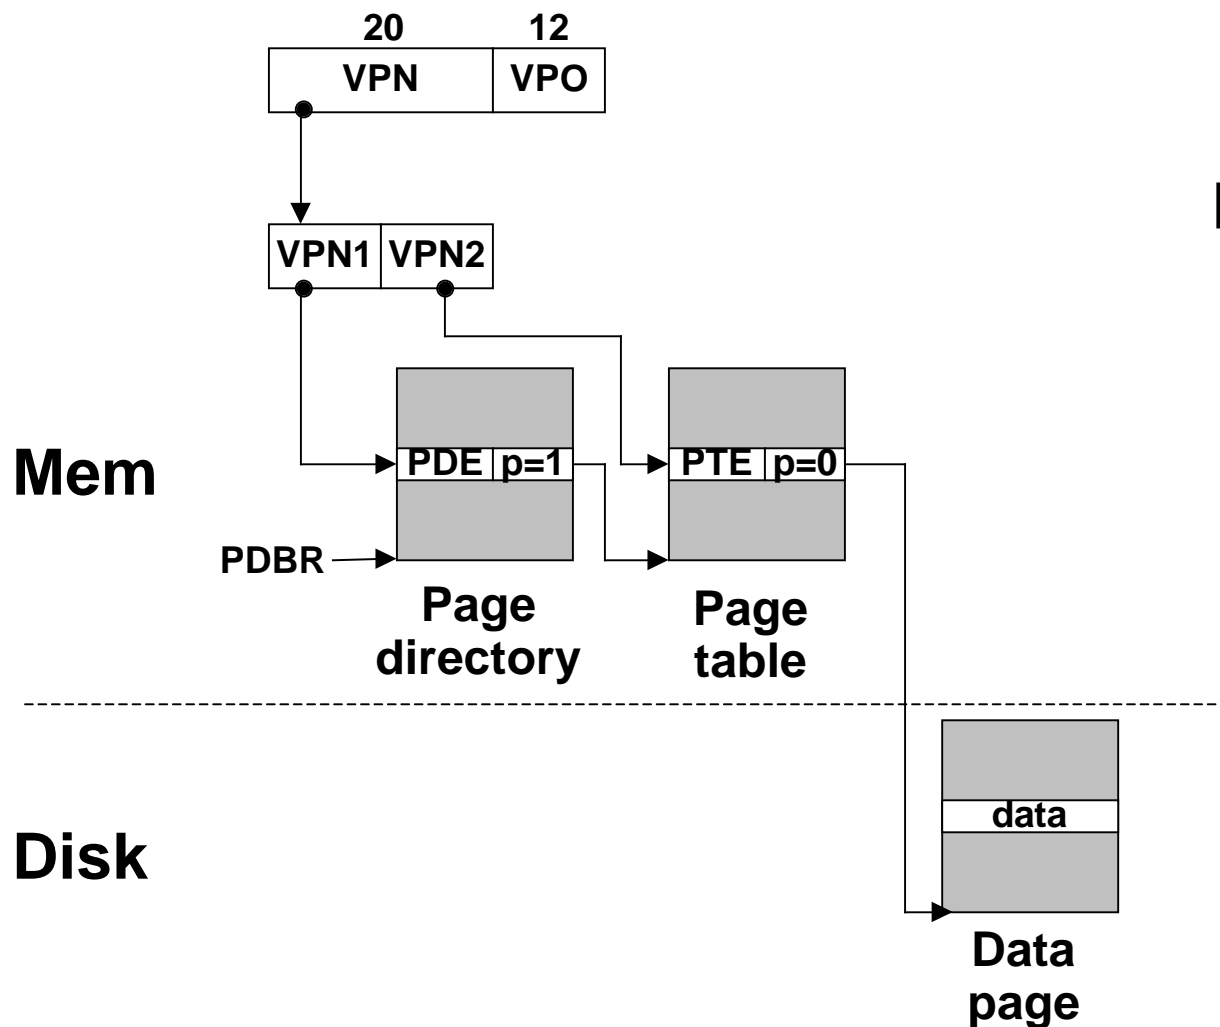 20 12
VPN VPO
VPN1 VPN2
Mem
PDE p=1 PTE p=0
PDBR
Page
directory
Page
table
Disk
data
Data
page